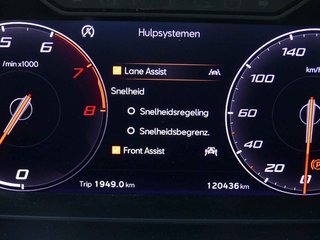 Hulpsystemen
Lane Assist
Snelheid
Snelheidsregeling
Snelheidsbegrenz.
Front Assist
Trip 1949.0 km
120436 km
/min x1000
5 6 7 8 0
km/h
140 120 100 80 60 40 20 0